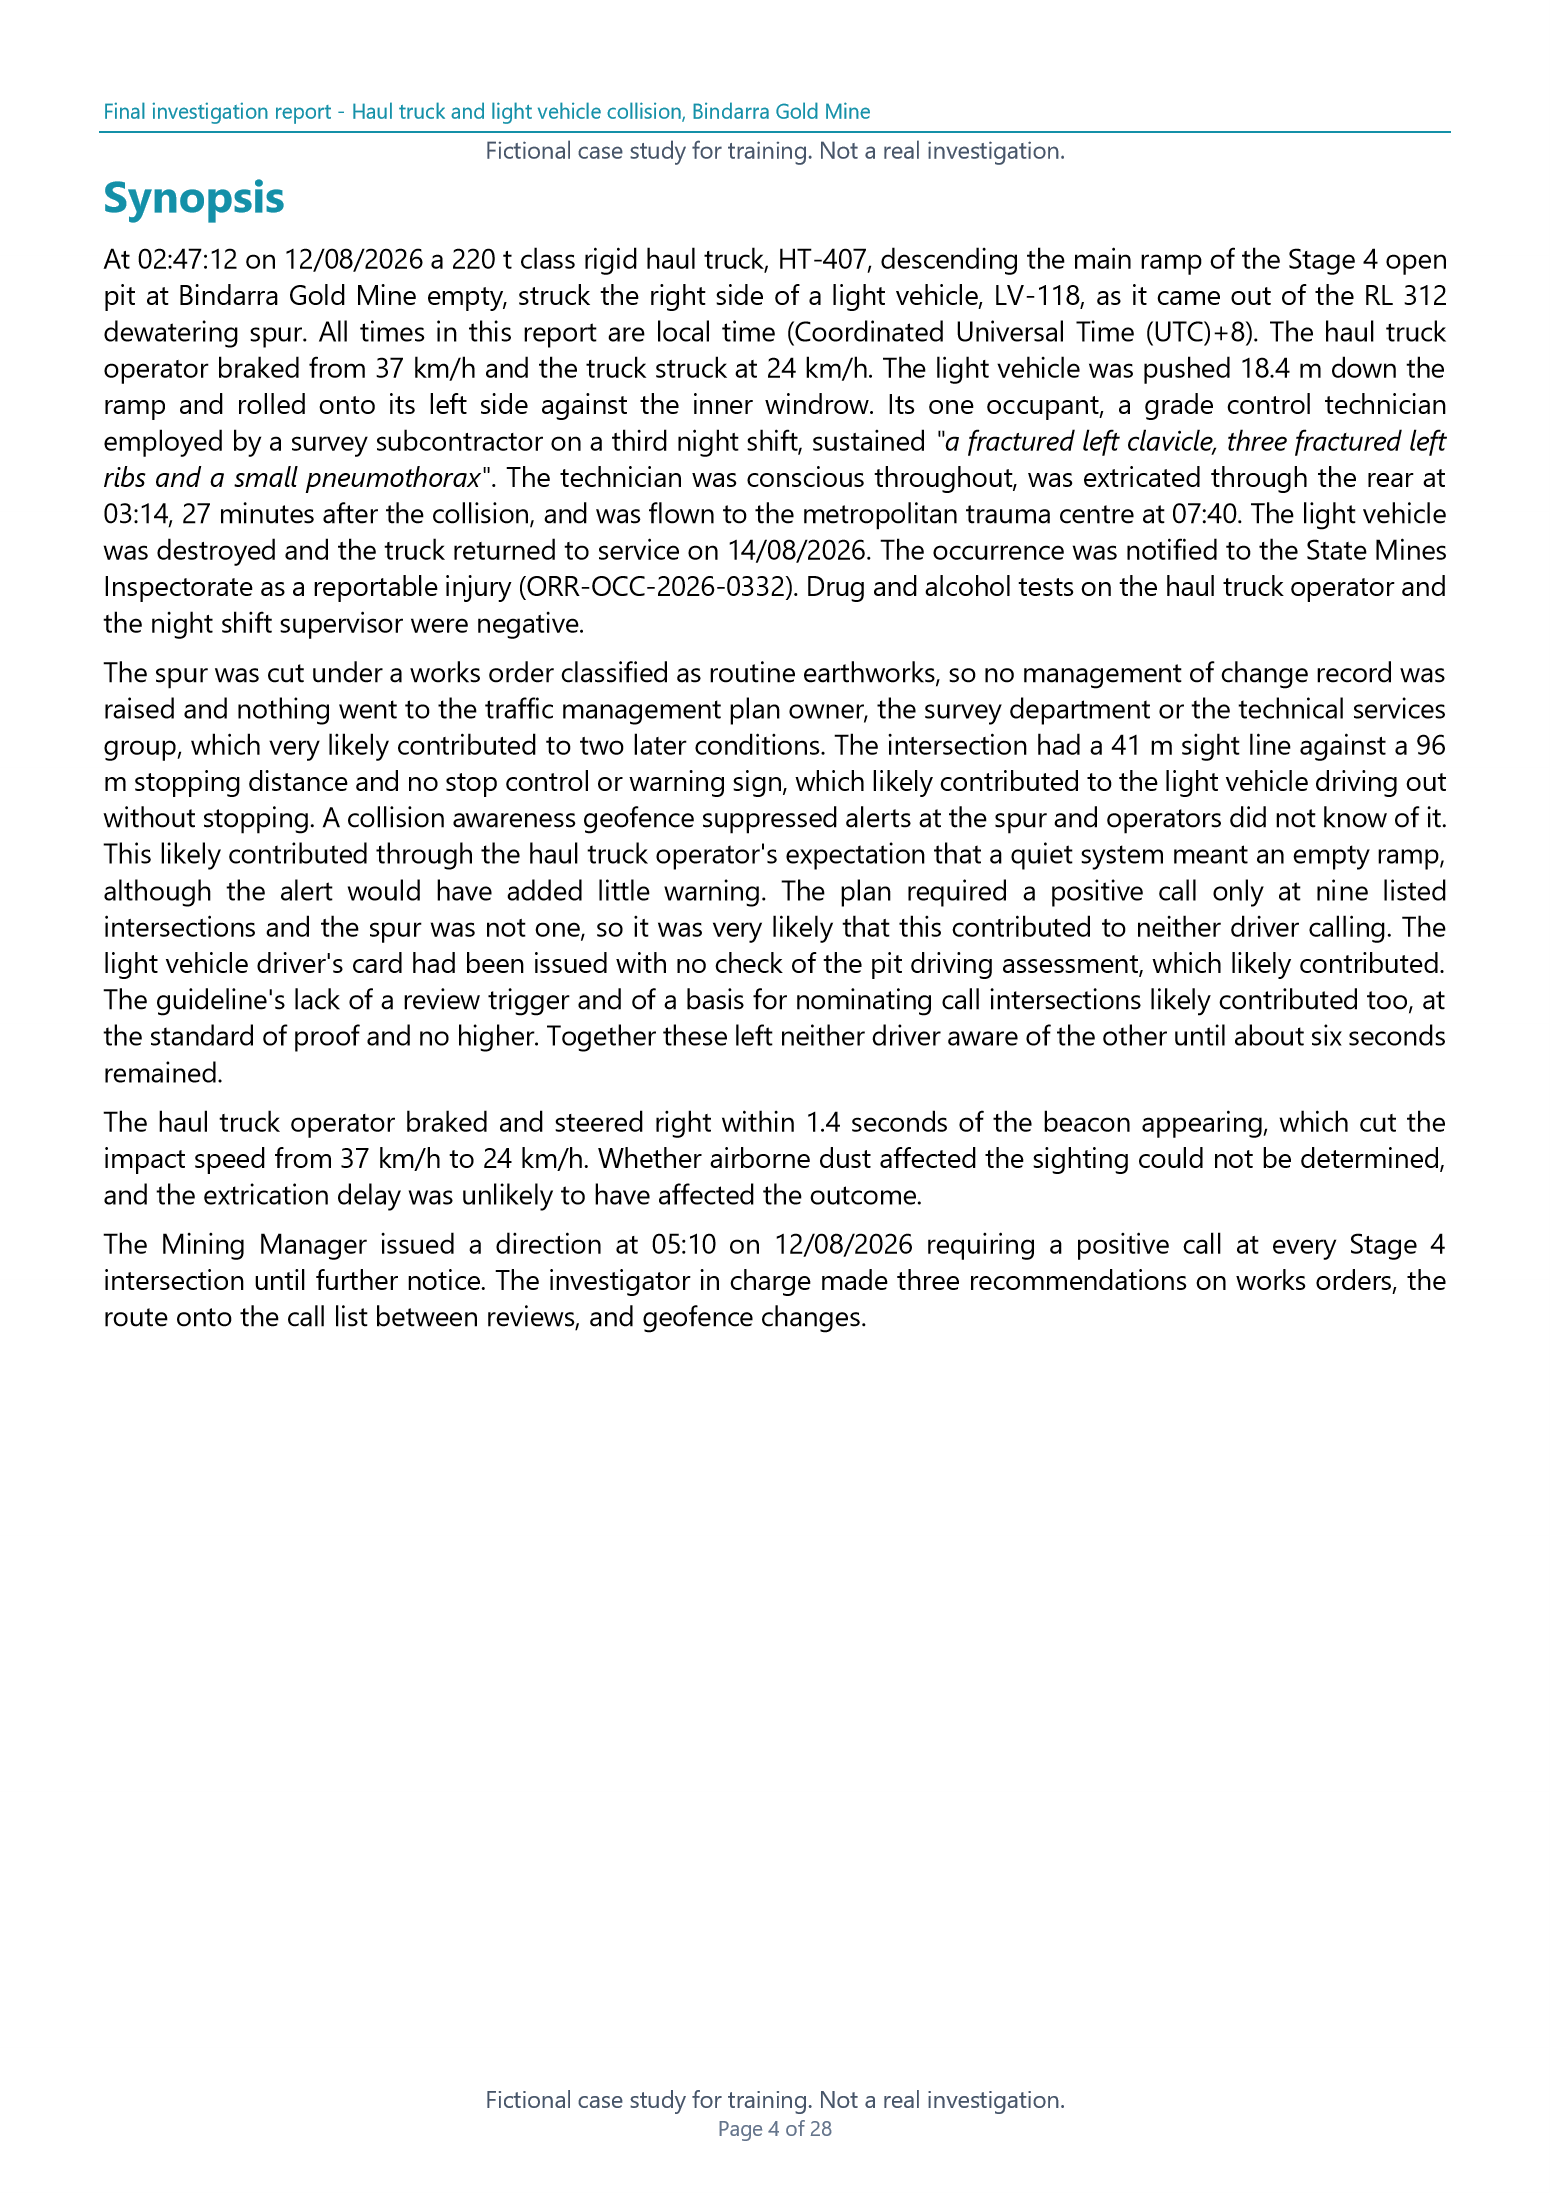 Final investigation report - Haul truck and light vehicle collision, Bindarra Gold Mine
Fictional case study for training. Not a real investigation.
Synopsis
At 02:47:12 on 12/08/2026 a 220 t class rigid haul truck, HT-407, descending the main ramp of the Stage 4 open
pit at Bindarra Gold Mine empty, struck the right side of a light vehicle, LV-118, as it came out of the RL 312
dewatering spur. All times in this report are local time (Coordinated Universal Time (UTC)+8). The haul truck
operator braked from 37 km/h and the truck struck at 24 km/h. The light vehicle was pushed 18.4 m down the
ramp and rolled onto its left side against the inner windrow. Its one occupant, a grade control technician
employed by a survey subcontractor on a third night shift, sustained "a fractured left clavicle, three fractured left
ribs and a small pneumothorax". The technician was conscious throughout, was extricated through the rear at
03:14, 27 minutes after the collision, and was flown to the metropolitan trauma centre at 07:40. The light vehicle
was destroyed and the truck returned to service on 14/08/2026. The occurrence was notified to the State Mines
Inspectorate as a reportable injury (ORR-OCC-2026-0332). Drug and alcohol tests on the haul truck operator and
the night shift supervisor were negative.
The spur was cut under a works order classified as routine earthworks, so no management of change record was
raised and nothing went to the traffic management plan owner, the survey department or the technical services
group, which very likely contributed to two later conditions. The intersection had a 41 m sight line against a 96
m stopping distance and no stop control or warning sign, which likely contributed to the light vehicle driving out
without stopping. A collision awareness geofence suppressed alerts at the spur and operators did not know of it.
This likely contributed through the haul truck operator's expectation that a quiet system meant an empty ramp,
although the alert would have added little warning. The plan required a positive call only at nine listed
intersections and the spur was not one, so it was very likely that this contributed to neither driver calling. The
light vehicle driver's card had been issued with no check of the pit driving assessment, which likely contributed.
The guideline's lack of a review trigger and of a basis for nominating call intersections likely contributed too, at
the standard of proof and no higher. Together these left neither driver aware of the other until about six seconds
remained.
The haul truck operator braked and steered right within 1.4 seconds of the beacon appearing, which cut the
impact speed from 37 km/h to 24 km/h. Whether airborne dust affected the sighting could not be determined,
and the extrication delay was unlikely to have affected the outcome.
The Mining Manager issued a direction at 05:10 on 12/08/2026 requiring a positive call at every Stage 4
intersection until further notice. The investigator in charge made three recommendations on works orders, the
route onto the call list between reviews, and geofence changes.
Fictional case study for training. Not a real investigation.
Page 4 of 28